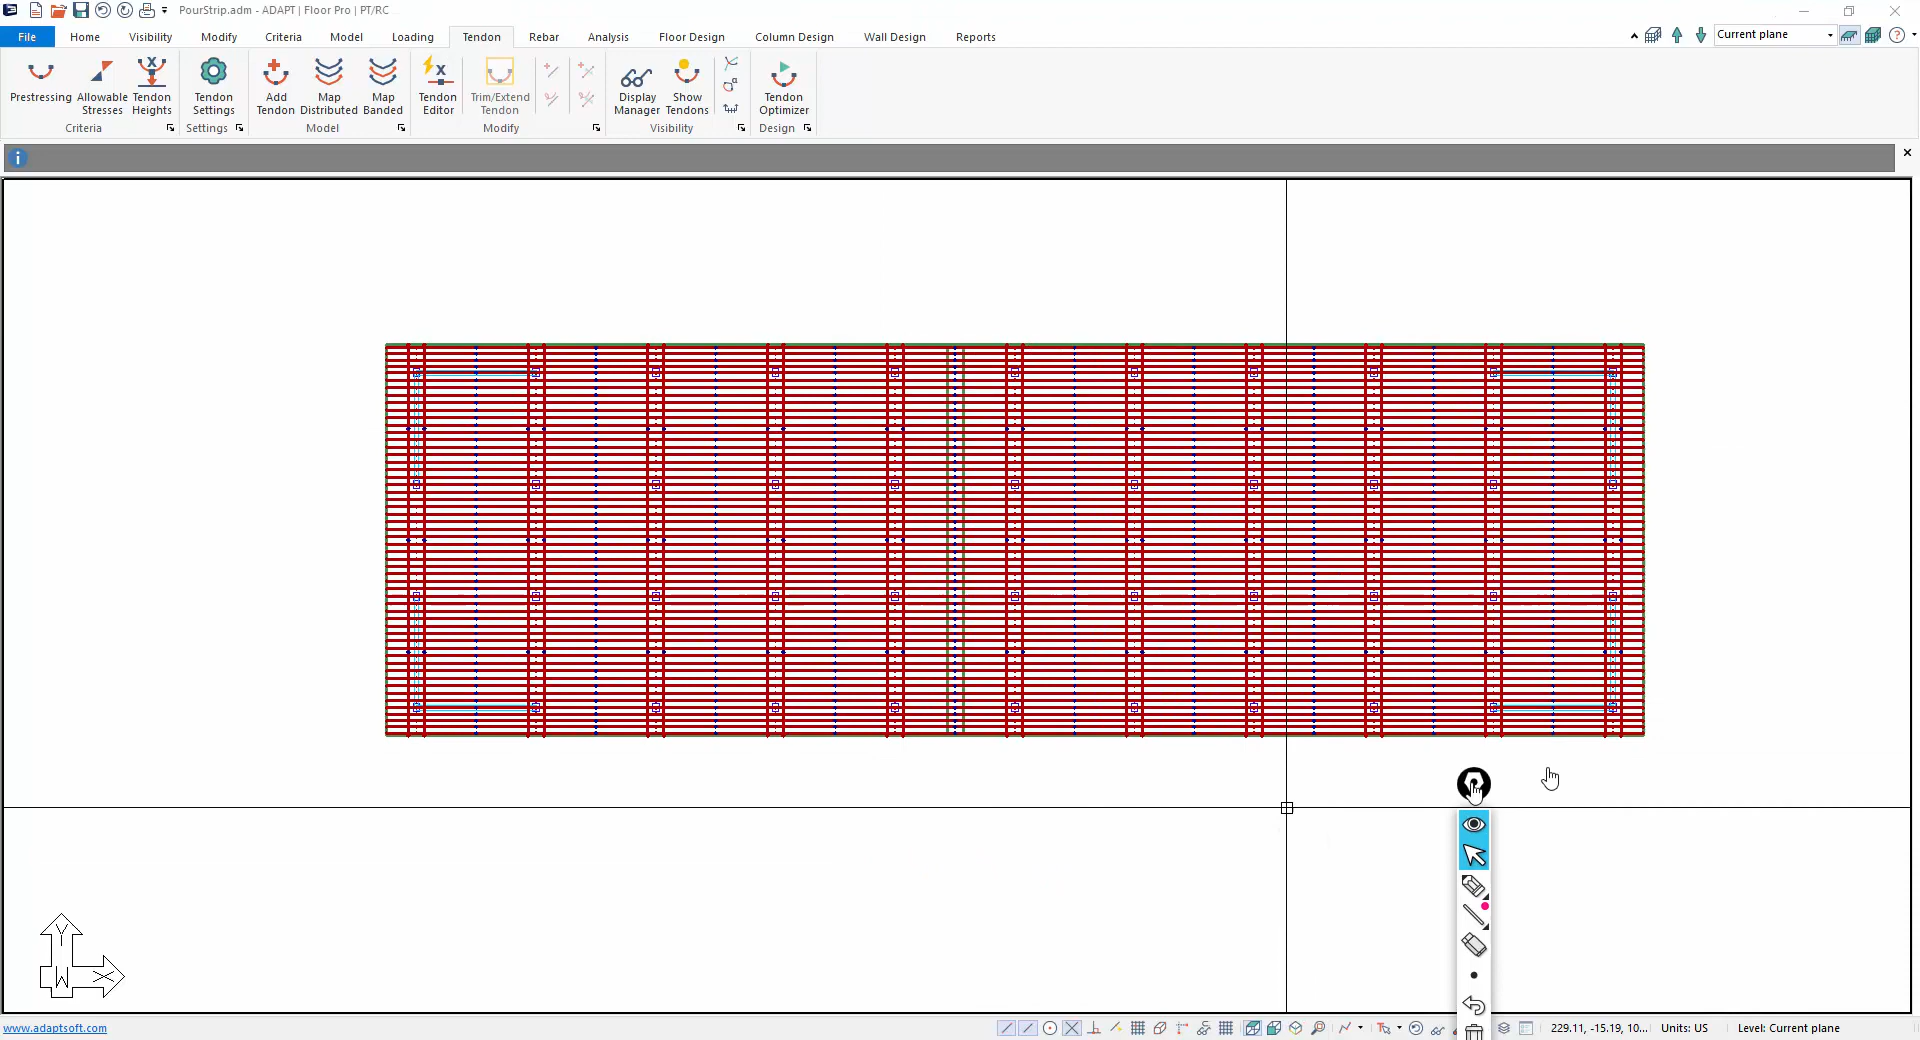 PourStrip.adm - ADAPT | Floor Pro | PT/RC
File Home Visibility Modify Criteria Model Loading Tendon Rebar Analysis Floor Design Column Design Wall Design Reports
Current plane
Prestressing
Allowable Stresses
Tendon Heights
Tendon Settings
Add Tendon
Map Distributed
Map Banded
Tendon Editor
Trim/Extend Tendon
Display Manager
Show Tendons
Tendon Optimizer
Criteria Settings Model Modify Visibility Design
Y
W X
www.adaptsoft.com
229.11, -15.19, 10... Units: US Level: Current plane